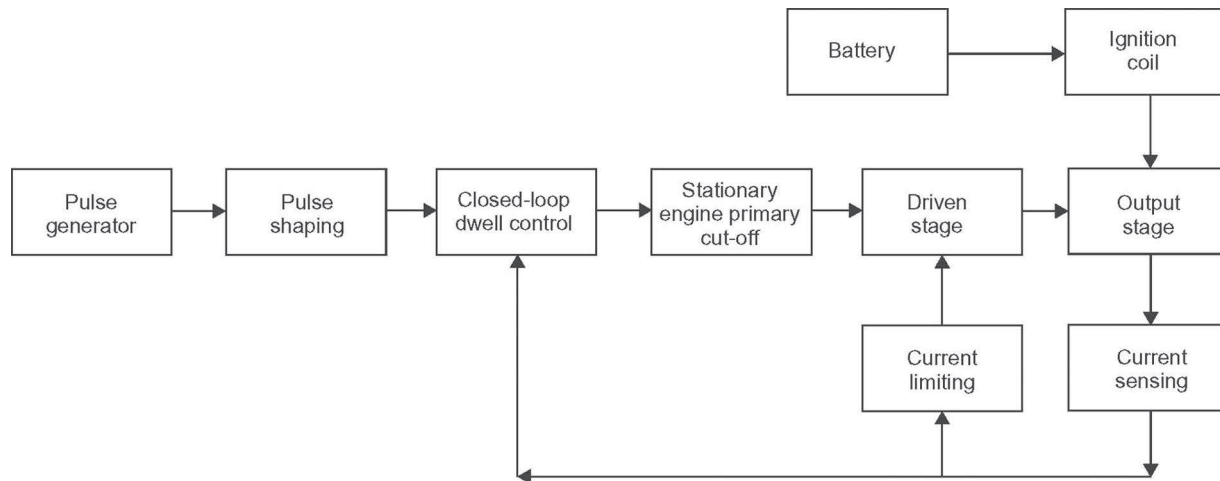 Battery
Ignition
coil
Pulse
generator
Pulse
shaping
Closed-loop
dwell control
Stationary
engine primary
cut-off
Driven
stage
Output
stage
Current
limiting
Current
sensing